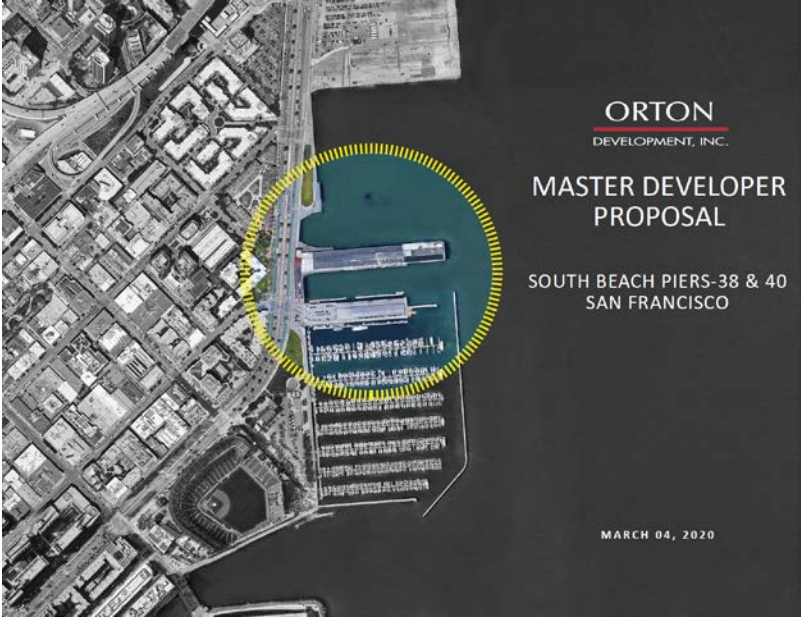 ORTON
DEVELOPMENT, INC.
MASTER DEVELOPER
PROPOSAL
SOUTH BEACH PIERS-38 & 40
SAN FRANCISCO
MARCH 04, 2020